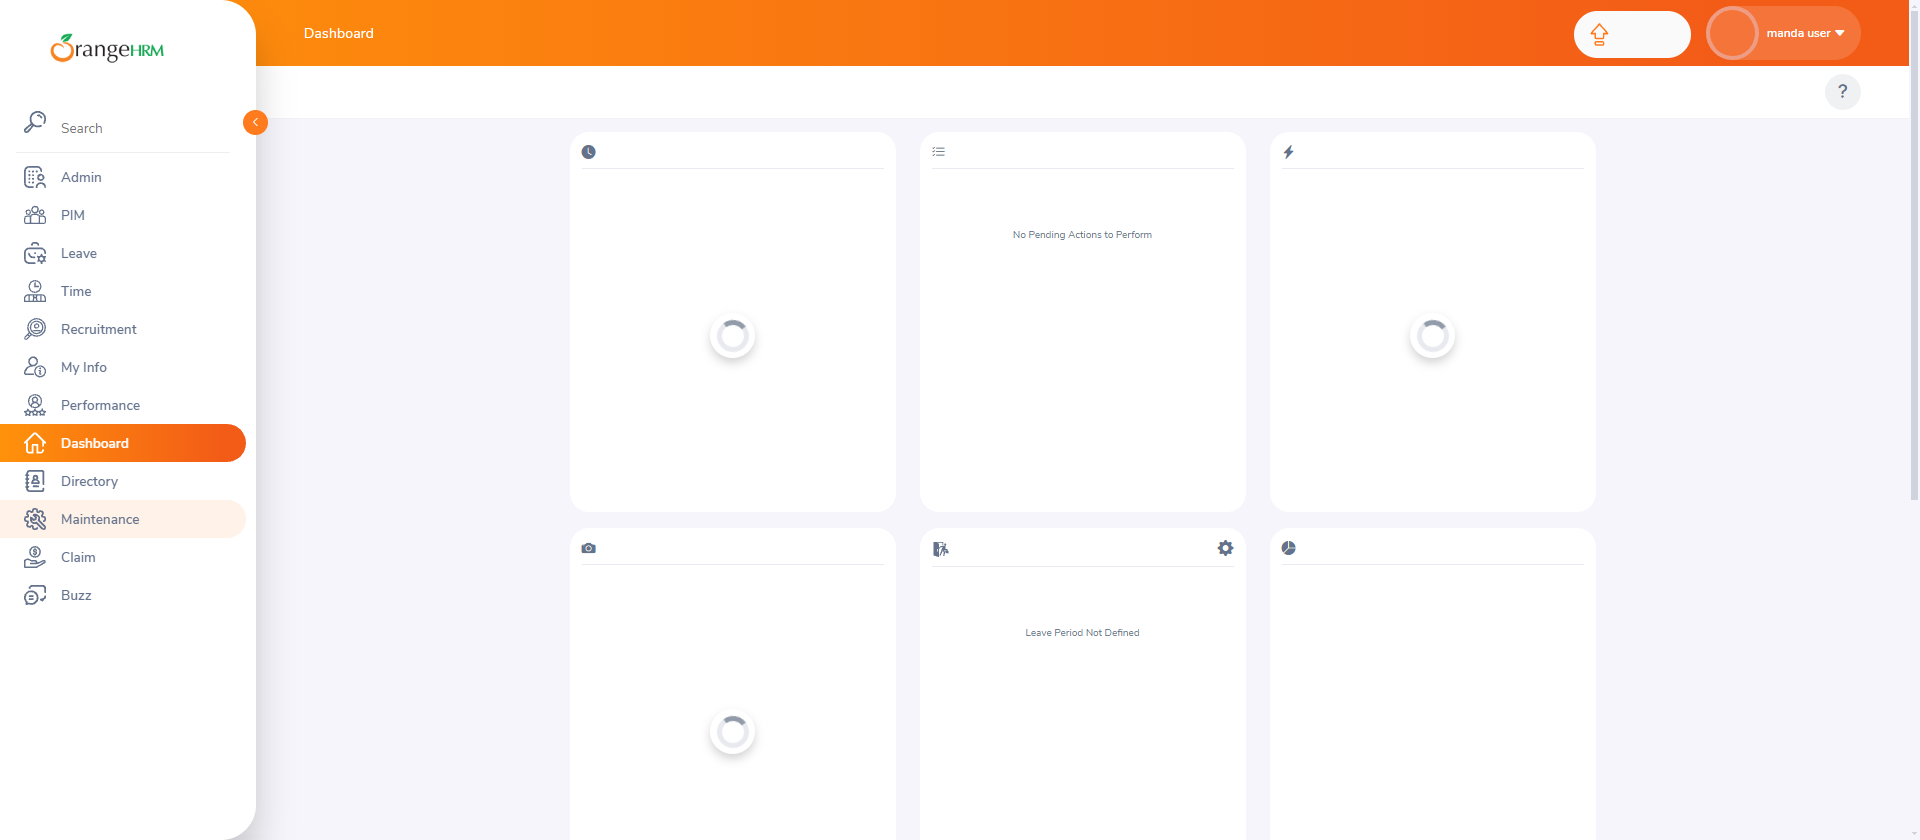 OrangeHRM
Dashboard
manda user
?
Search
Admin
PIM
Leave
Time
Recruitment
My Info
Performance
Dashboard
Directory
Maintenance
Claim
Buzz
No Pending Actions to Perform
Leave Period Not Defined